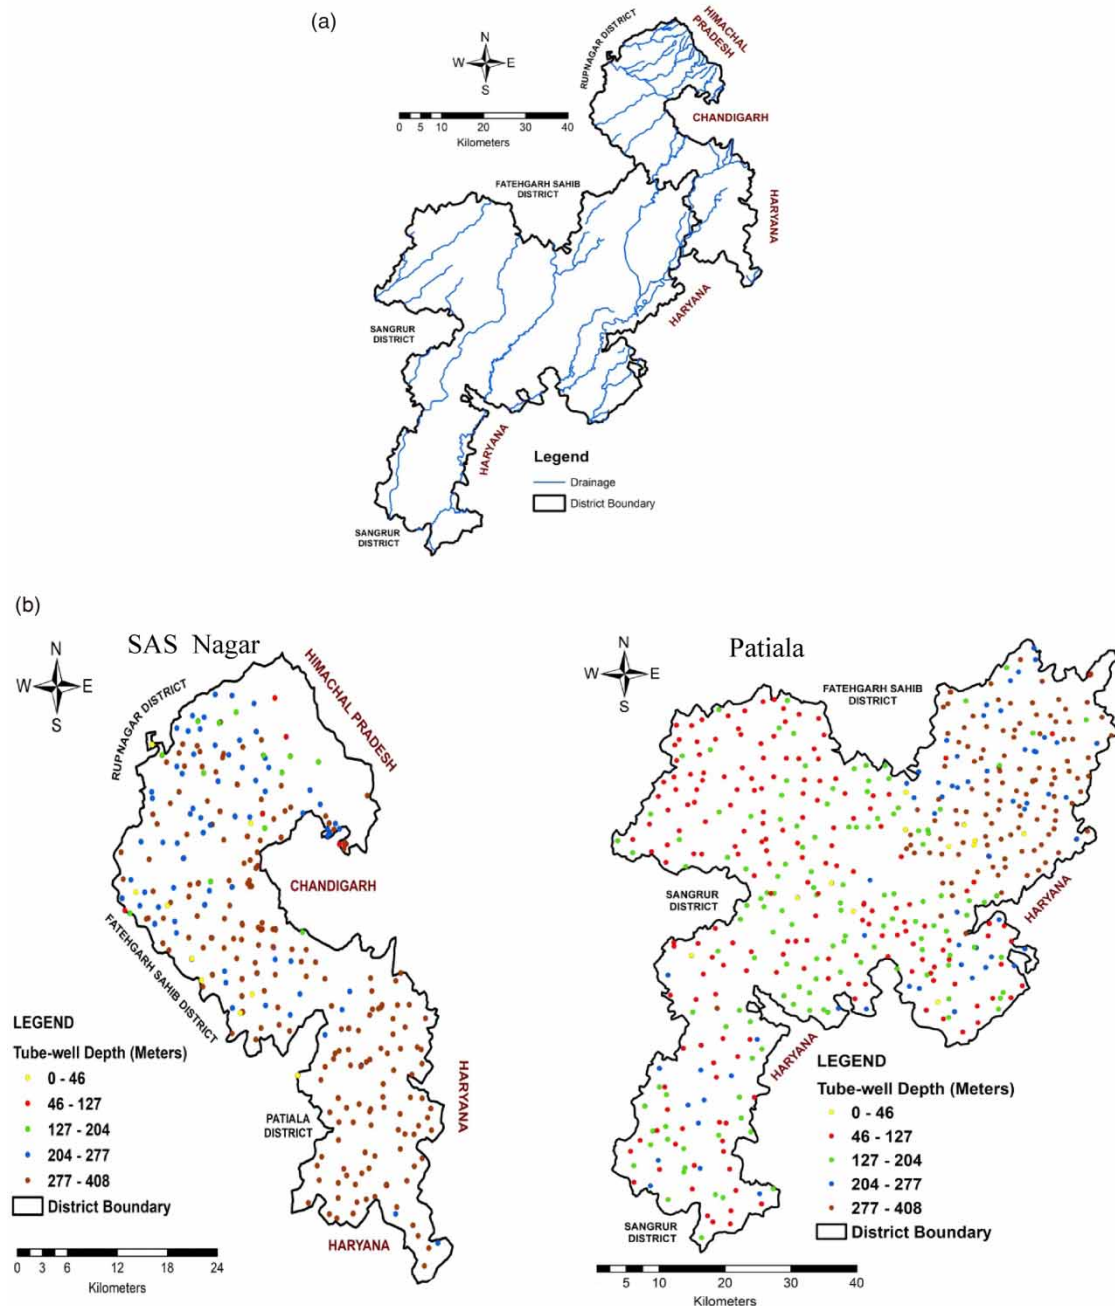 (a)
N
W E
S
0 5 10 20 30 40
Kilometers
RUPNAGAR DISTRICT
HIMACHAL
PRADESH
CHANDIGARH
FATEHGARH SAHIB
DISTRICT
HARYANA
HARYANA
SANGRUR
DISTRICT
HARYANA
SANGRUR
DISTRICT
Legend
Drainage
District Boundary
(b)
SAS Nagar
N
W E
S
RUPNAGAR DISTRICT
HIMACHAL PRADESH
CHANDIGARH
FATEHGARH SAHIB DISTRICT
PATIALA
DISTRICT
HARYANA
HARYANA
LEGEND
Tube-well Depth (Meters)
0 - 46
46 - 127
127 - 204
204 - 277
277 - 408
District Boundary
0 3 6 12 18 24
Kilometers
Patiala
N
W E
S
FATEHGARH SAHIB
DISTRICT
SANGRUR
DISTRICT
HARYANA
HARYANA
SANGRUR
DISTRICT
LEGEND
Tube-well Depth (Meters)
0 - 46
46 - 127
127 - 204
204 - 277
277 - 408
District Boundary
5 10 20 30 40
Kilometers